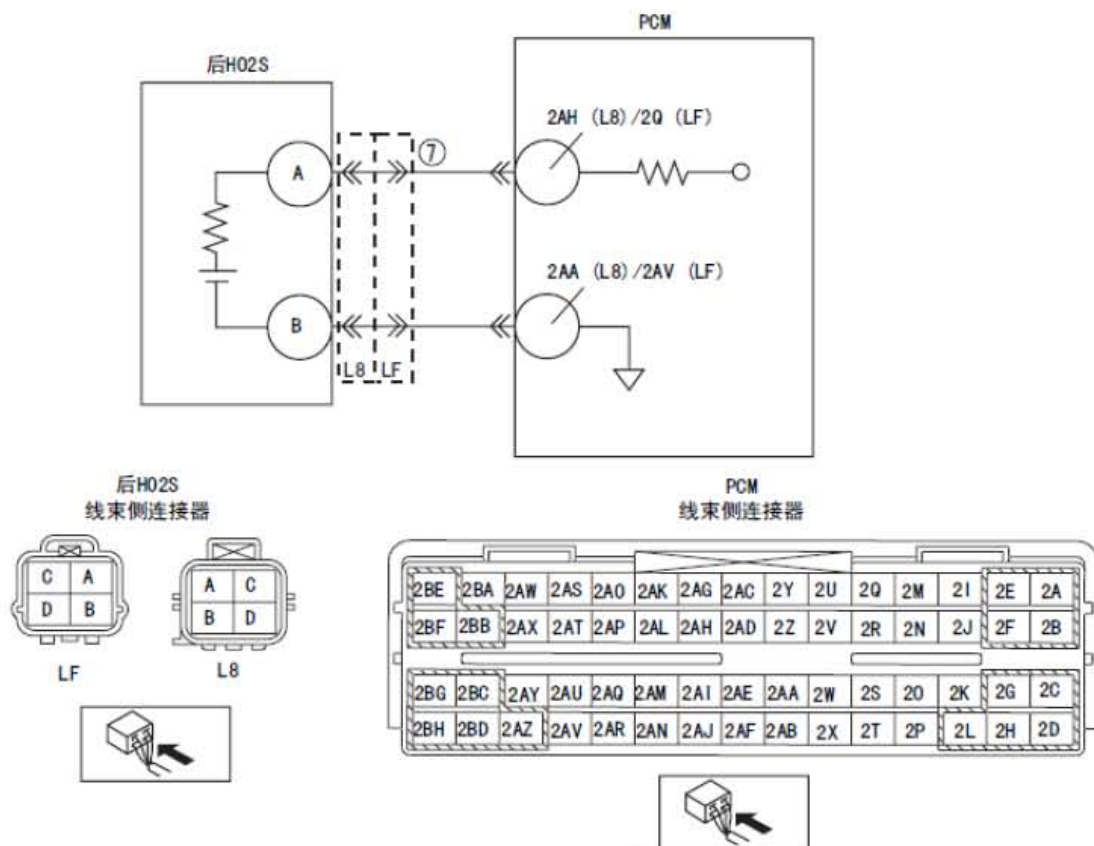 PCM
后HO2S
2AH (L8)/2Q (LF)
A
⑦
2AA (L8)/2AV (LF)
B
L8 LF
后HO2S
线束侧连接器
PCM
线束侧连接器
C A
D B
LF
A C
B D
L8
2BE 2BA 2AW 2AS 2AO 2AK 2AG 2AC 2Y 2U 2Q 2M 2I 2E 2A
2BF 2BB 2AX 2AT 2AP 2AL 2AH 2AD 2Z 2V 2R 2N 2J 2F 2B
2BG 2BC 2AY 2AU 2AQ 2AM 2AI 2AE 2AA 2W 2S 2O 2K 2G 2C
2BH 2BD 2AZ 2AV 2AR 2AN 2AJ 2AF 2AB 2X 2T 2P 2L 2H 2D